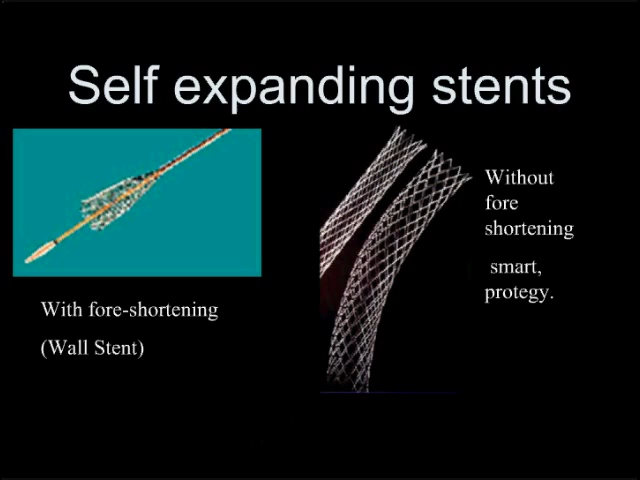 Self expanding stents
Without
fore
shortening
smart,
protegy.
With fore-shortening
(Wall Stent)